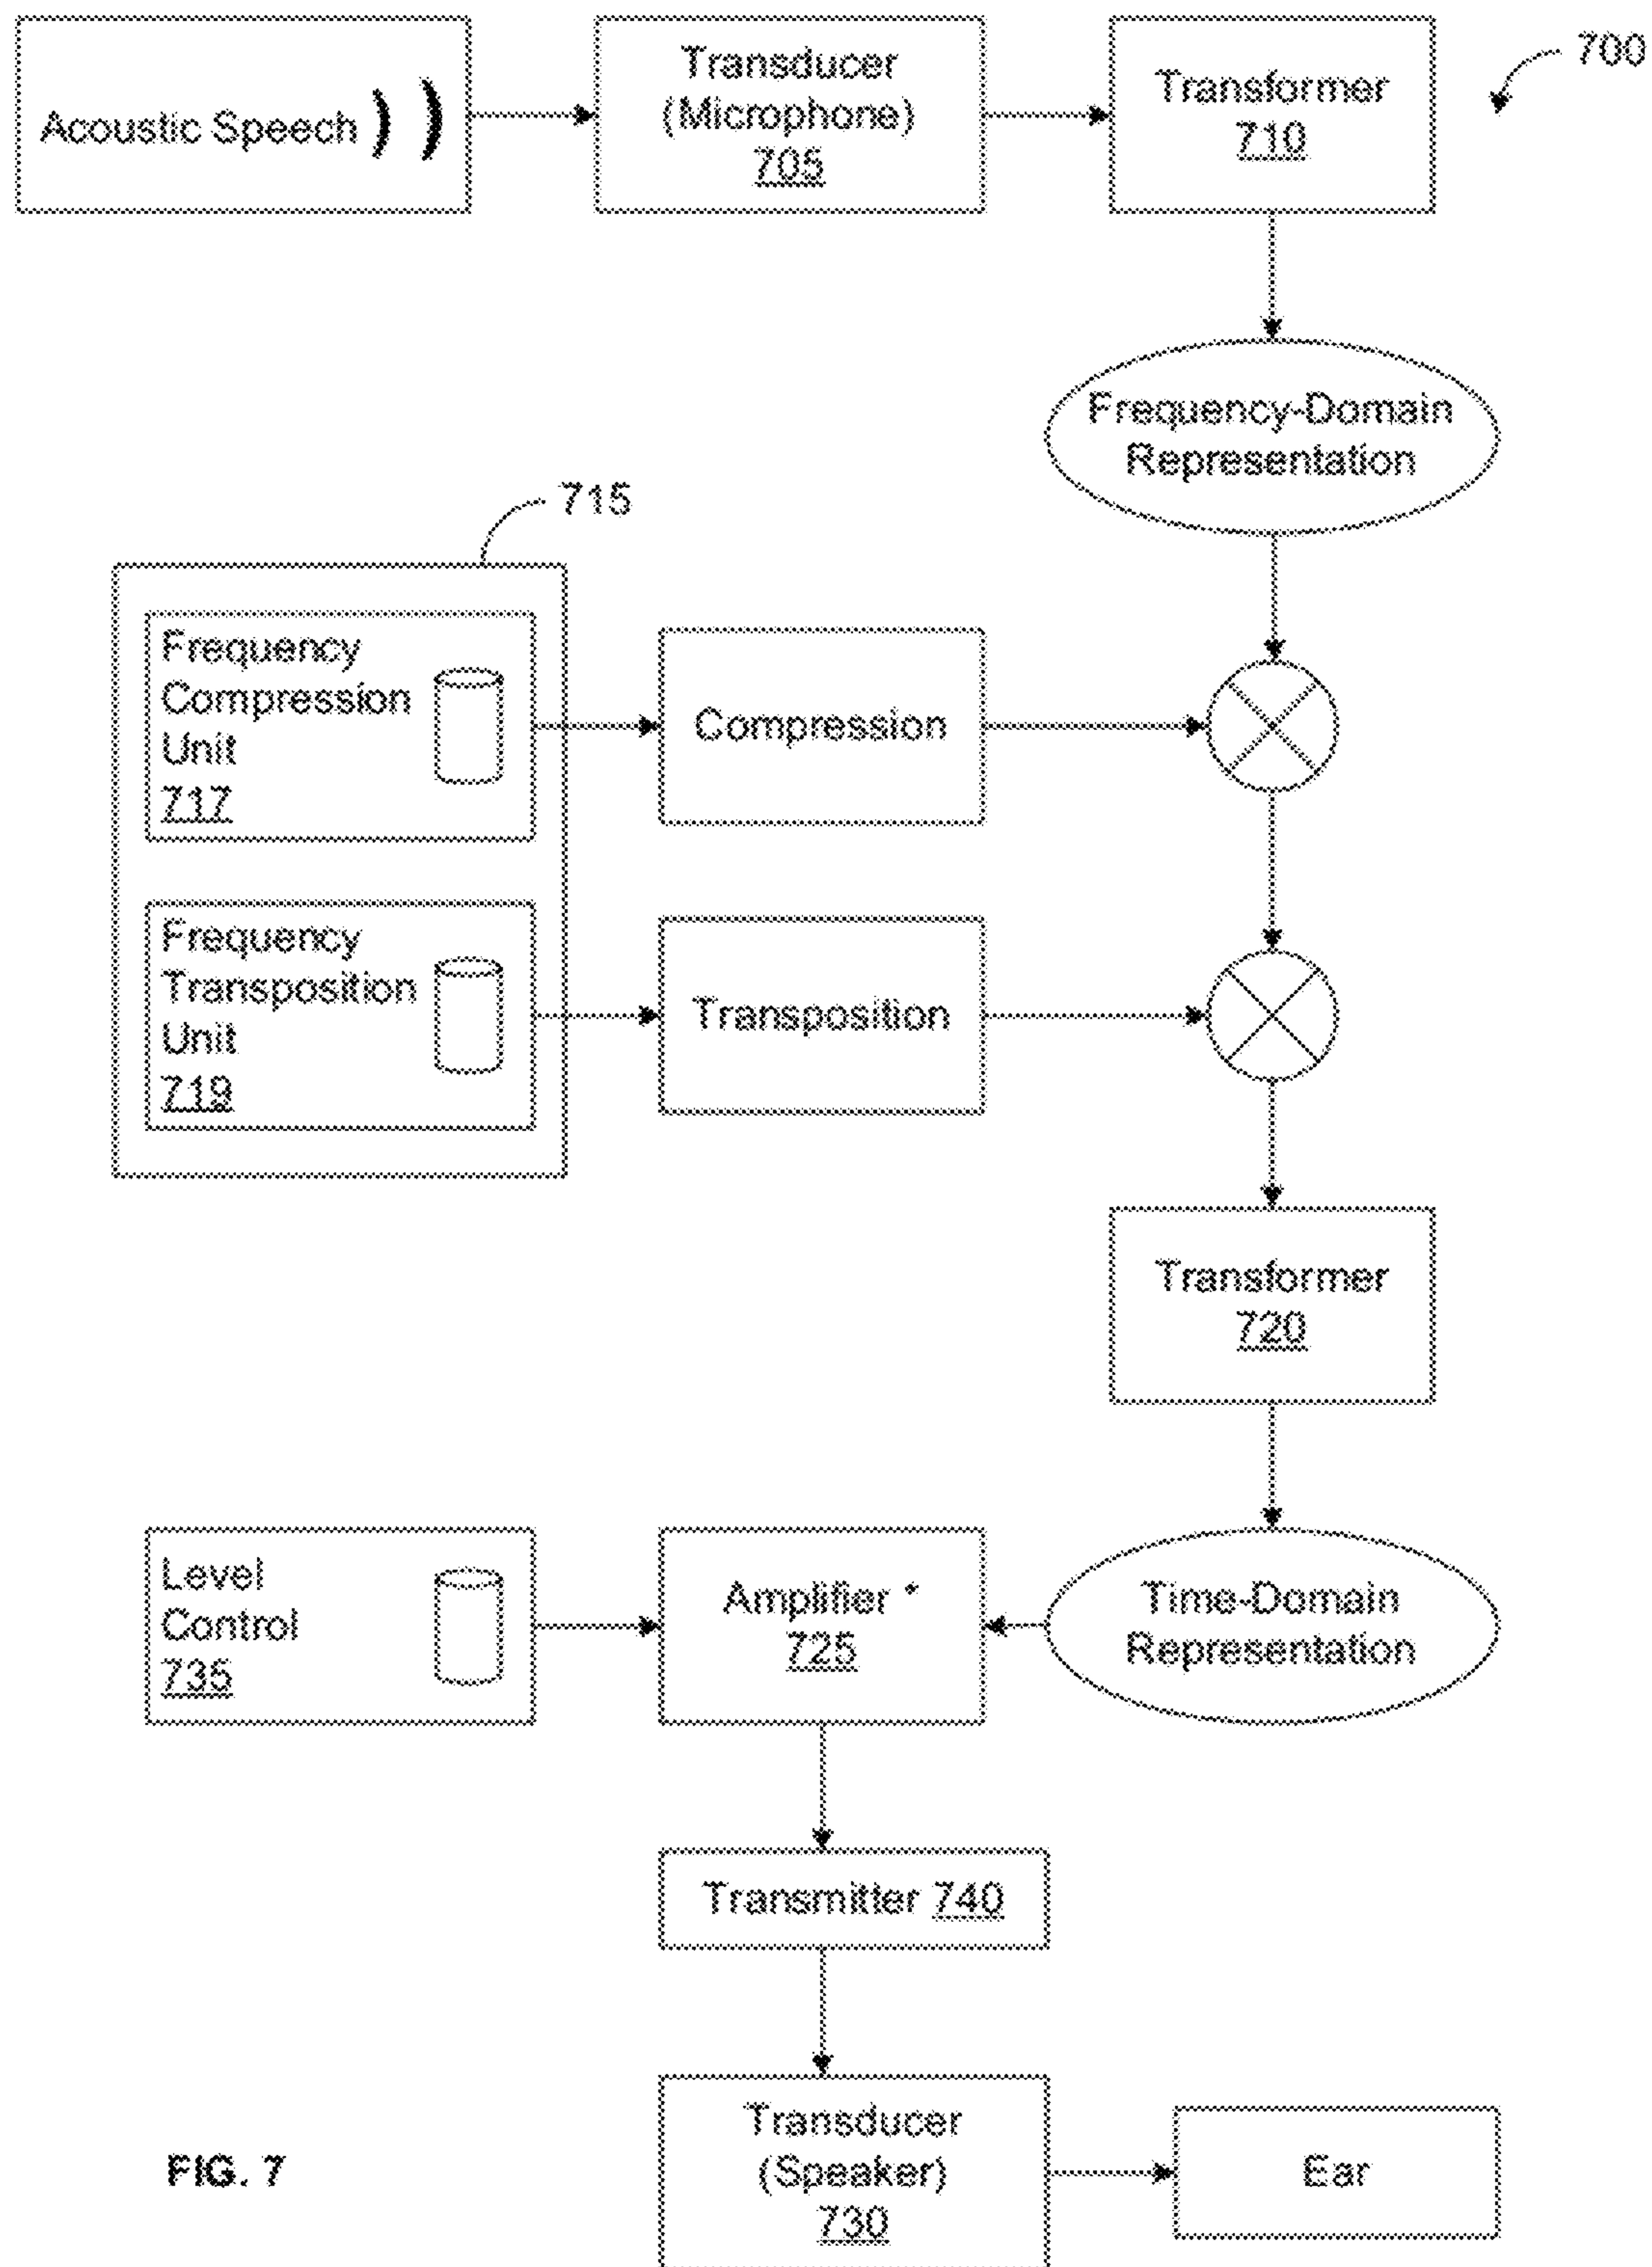 Acoustic Speech
Transducer
(Microphone)
705
Transformer
710
700
Frequency-Domain
Representation
715
Frequency
Compression
Unit
717
Compression
Frequency
Transposition
Unit
719
Transposition
Transformer
720
Level
Control
735
Amplifier
725
Time-Domain
Representation
Transmitter 740
Transducer
(Speaker)
730
Ear
FIG. 7